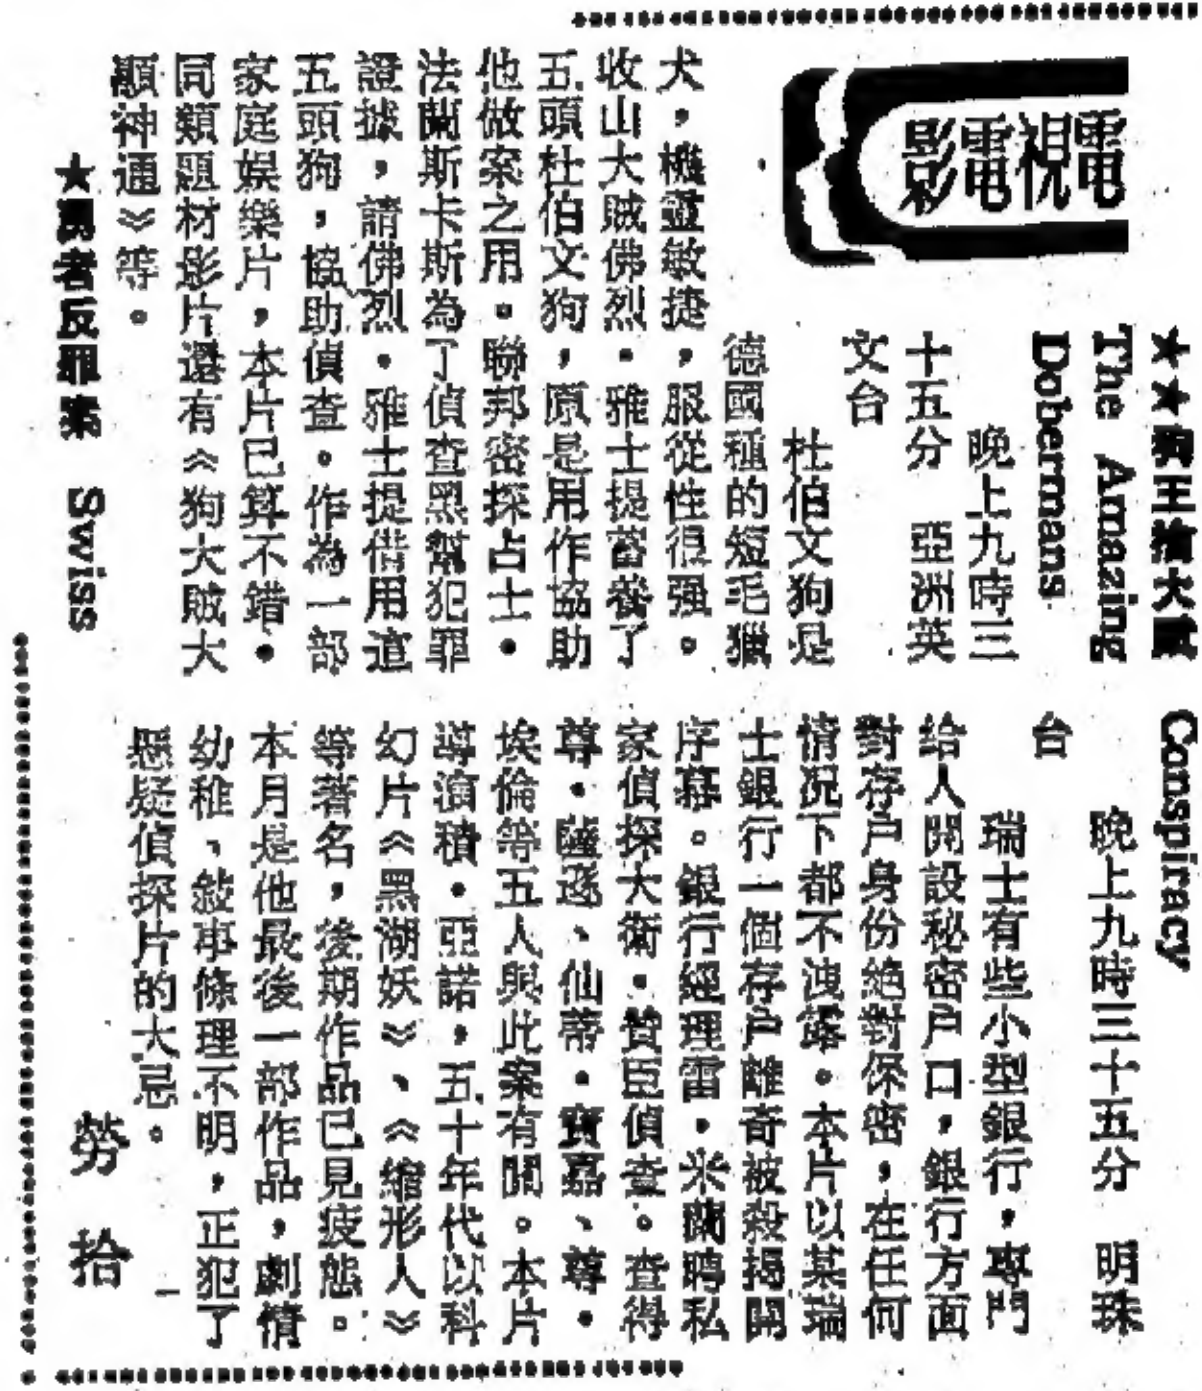 電視電影
★★賓王擒大賊
The Amazing
Dobermans
晚上九時三
十五分　亞洲英
文台
杜伯文狗是
德國種的短毛獵
犬，機靈敏捷，服從性很强。
收山大賊佛烈・雅士提蓄養了
五頭杜伯文狗，原是用作協助
他做案之用。聯邦密探占士・
法蘭斯卡斯為了偵查黑幫犯罪
證據，請佛烈・雅士提借用這
五頭狗，協助偵查。作為一部
家庭娛樂片，本片已算不錯。
同類題材影片還有《狗大賊大
顯神通》等。
★勇者反罪案　Swiss
Conspiracy
晚上九時三十五分　明珠
台
瑞士有些小型銀行，專門
給人開設秘密户口，銀行方面
對存户身份絶對保密，在任何
情况下都不洩露。本片以某瑞
士銀行一個存户離奇被殺揭開
序幕。銀行經理雷・米蘭聘私
家偵探大衛・贊臣偵查。查得
尊・薩遜、仙蒂・寶嘉、尊・
埃倫等五人與此案有關。本片
導演積・亞諾，五十年代以科
幻片《黑湖妖》、《縮形人》
等著名，後期作品已見疲態。
本月是他最後一部作品，劇情
幼稚、敍事條理不明，正犯了
懸疑偵探片的大忌。
勞　拾